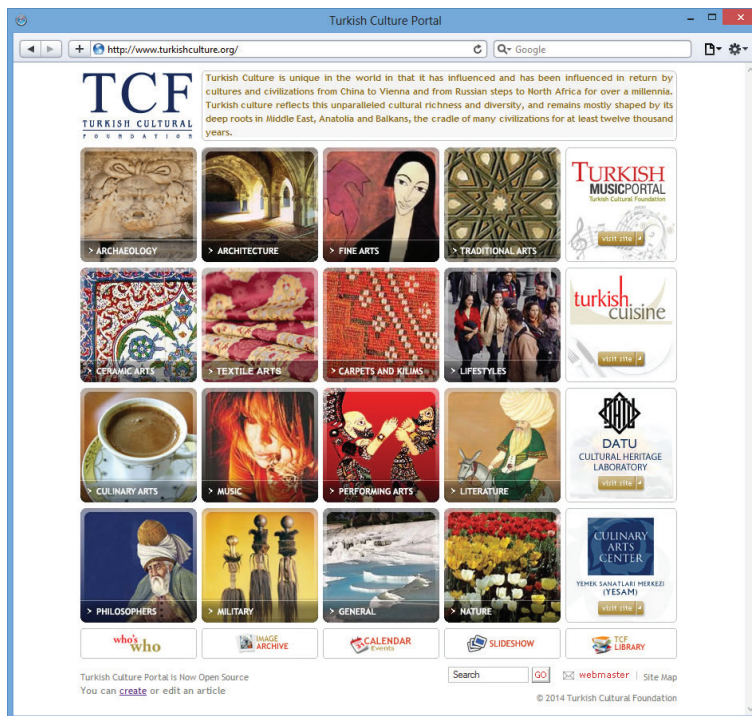 Turkish Culture Portal
http://www.turkishculture.org/
Google
TCF
TURKISH CULTURAL
FOUNDATION
Turkish Culture is unique in the world in that it has influenced and has been influenced in return by
cultures and civilizations from China to Vienna and from Russian steps to North Africa for over a millennia.
Turkish culture reflects this unparalleled cultural richness and diversity, and remains mostly shaped by its
deep roots in Middle East, Anatolia and Balkans, the cradle of many civilizations for at least twelve thousand
years.
> ARCHAEOLOGY
> ARCHITECTURE
> FINE ARTS
> TRADITIONAL ARTS
TURKISH
MUSICPORTAL
Turkish Cultural Foundation
visit site
> CERAMIC ARTS
> TEXTILE ARTS
> CARPETS AND KILIMS
> LIFESTYLES
turkish
cuisine
visit site
> CULINARY ARTS
> MUSIC
> PERFORMING ARTS
> LITERATURE
DATU
CULTURAL HERITAGE
LABORATORY
visit site
> PHILOSOPHERS
> MILITARY
> GENERAL
> NATURE
CULINARY
ARTS
CENTER
YEMEK SANATLARI MERKEZİ
(YESAM)
visit site
who's
who
IMAGE
ARCHIVE
CALENDAR
Events
SLIDESHOW
TCF
LIBRARY
Turkish Culture Portal is Now Open Source
You can create or edit an article
Search
GO
webmaster | Site Map
© 2014 Turkish Cultural Foundation